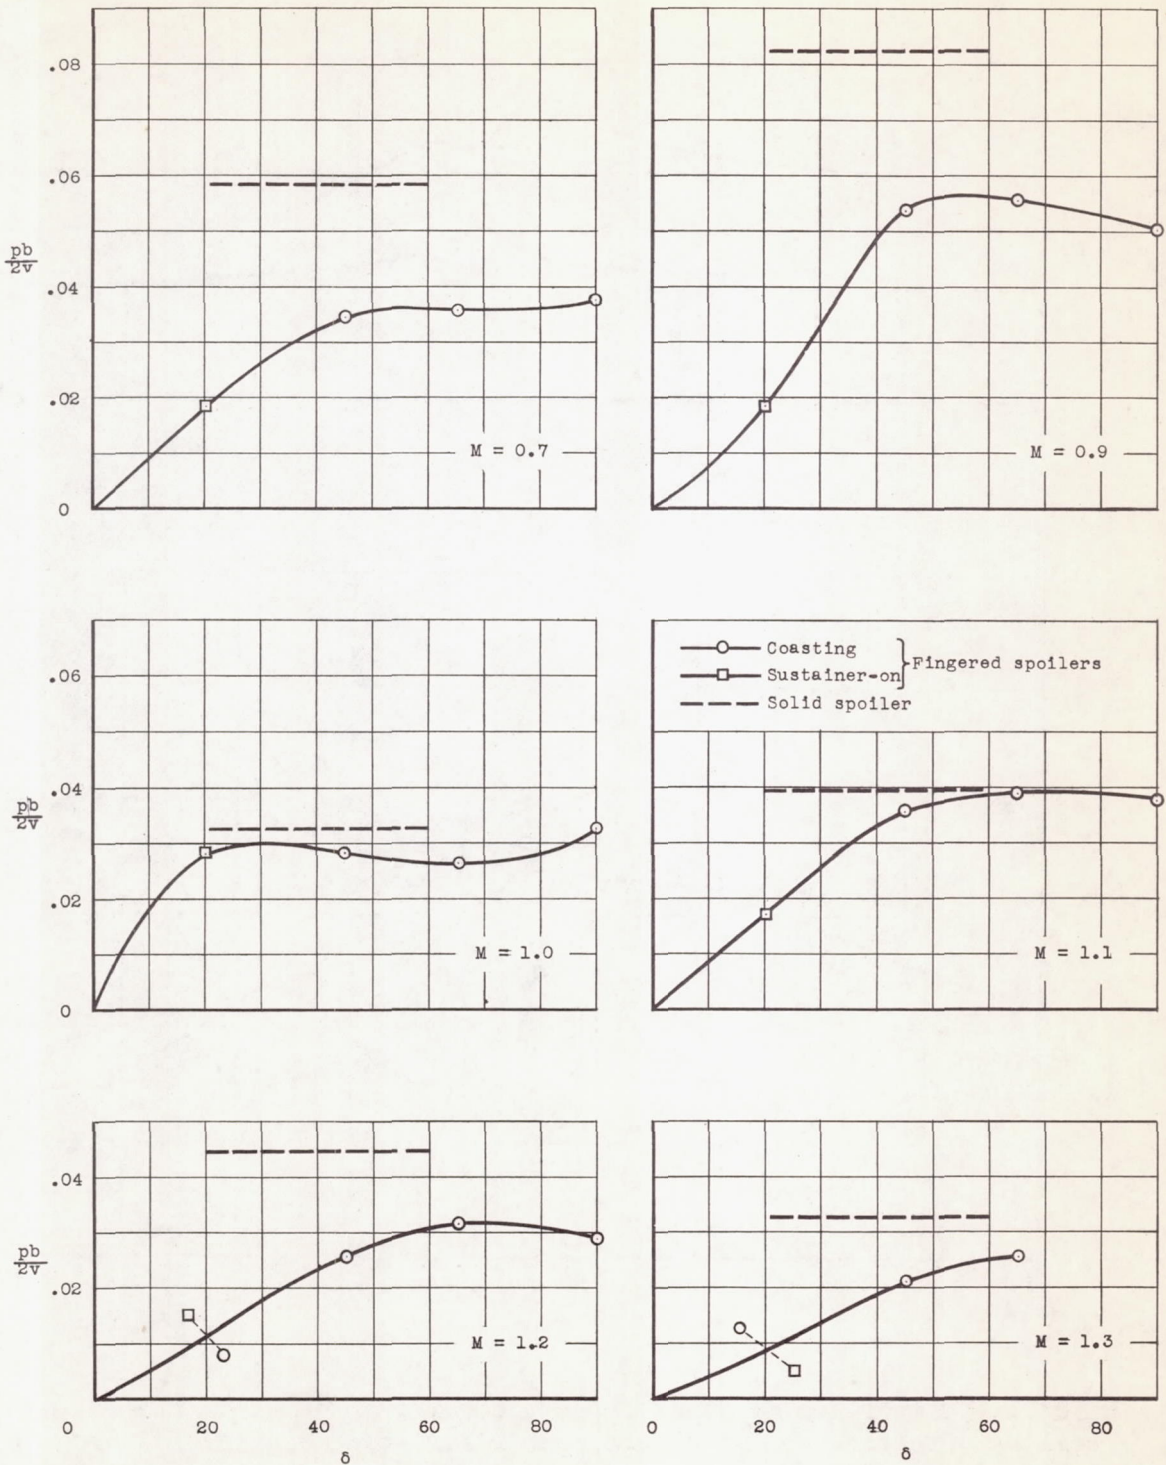 .08
.06
.04
.02
0
pb
2v
M = 0.7
M = 0.9
.06
.04
.02
0
pb
2v
M = 1.0
Coasting
Sustainer-on
Fingered spoilers
Solid spoiler
M = 1.1
.04
.02
pb
2v
M = 1.2
M = 1.3
0 20 40 60 80
δ
0 20 40 60 80
δ